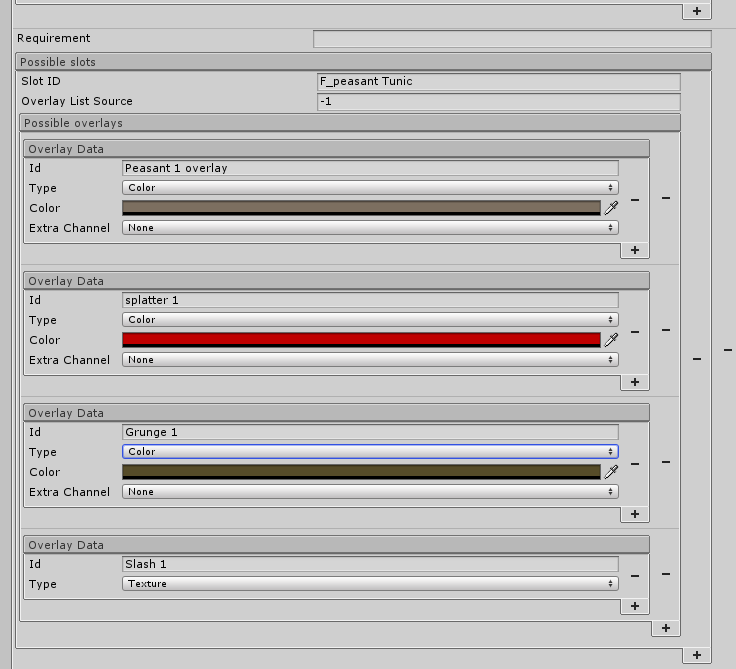 +
Requirement
Possible slots
Slot ID F_peasant Tunic
Overlay List Source -1
Possible overlays
Overlay Data
Id Peasant 1 overlay
Type Color
Color
Extra Channel None
+
Overlay Data
Id splatter 1
Type Color
Color
Extra Channel None
+
Overlay Data
Id Grunge 1
Type Color
Color
Extra Channel None
+
Overlay Data
Id Slash 1
Type Texture
+
+
+